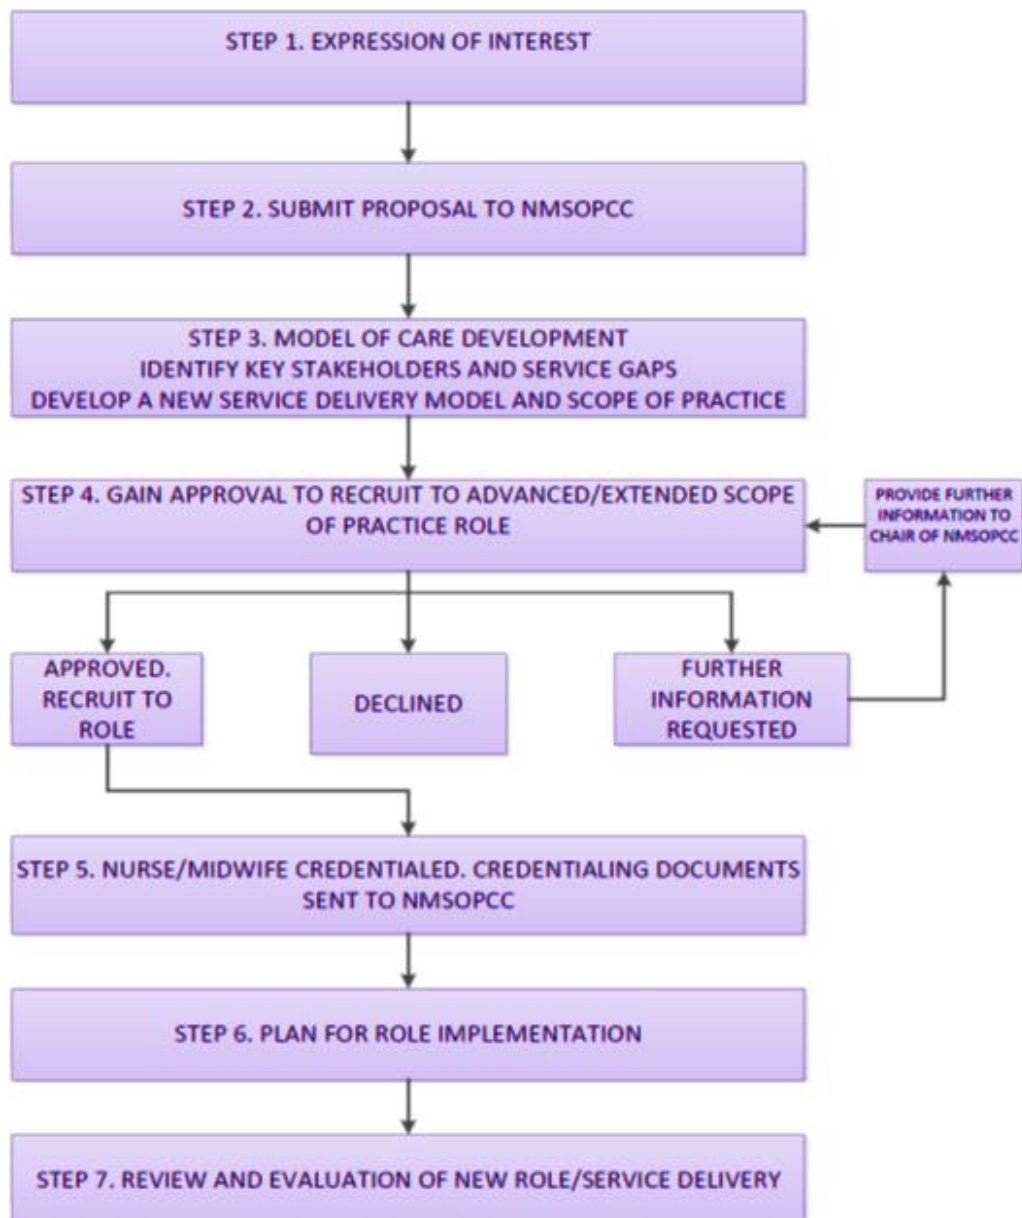 STEP 1. EXPRESSION OF INTEREST
STEP 2. SUBMIT PROPOSAL TO NMSOPCC
STEP 3. MODEL OF CARE DEVELOPMENT
IDENTIFY KEY STAKEHOLDERS AND SERVICE GAPS
DEVELOP A NEW SERVICE DELIVERY MODEL AND SCOPE OF PRACTICE
STEP 4. GAIN APPROVAL TO RECRUIT TO ADVANCED/EXTENDED SCOPE
OF PRACTICE ROLE
PROVIDE FURTHER
INFORMATION TO
CHAIR OF NMSOPCC
APPROVED.
RECRUIT TO
ROLE
DECLINED
FURTHER
INFORMATION
REQUESTED
STEP 5. NURSE/MIDWIFE CREDENTIALED. CREDENTIALING DOCUMENTS
SENT TO NMSOPCC
STEP 6. PLAN FOR ROLE IMPLEMENTATION
STEP 7. REVIEW AND EVALUATION OF NEW ROLE/SERVICE DELIVERY